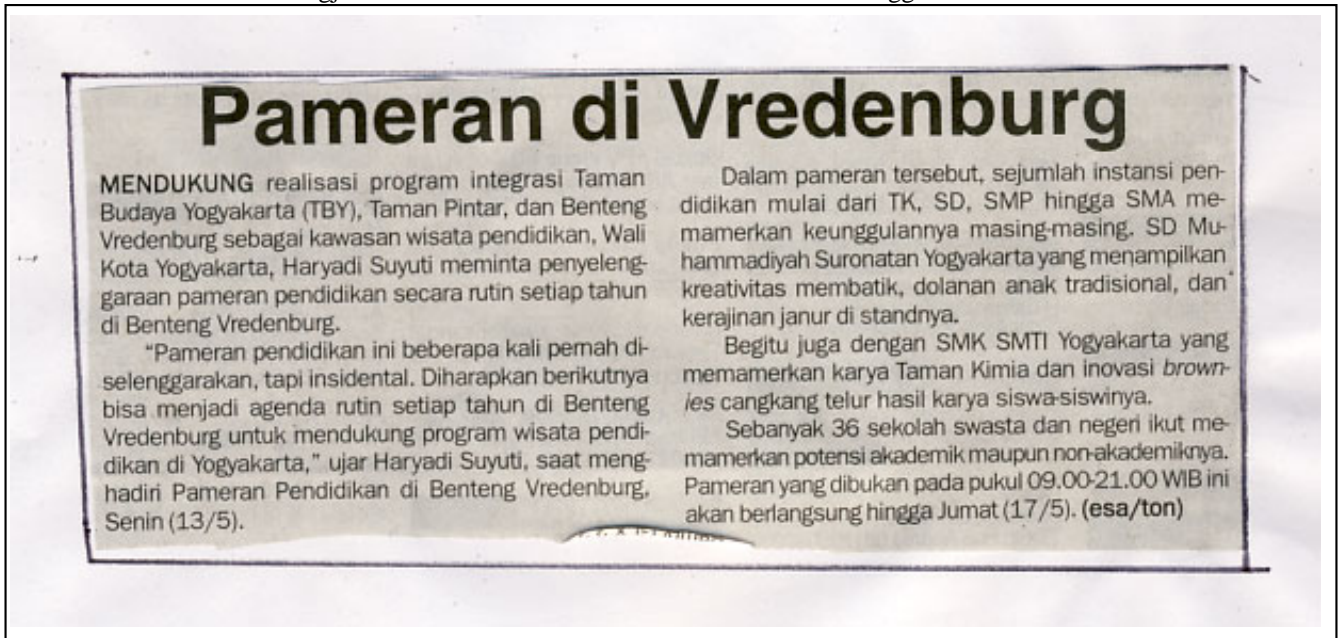 Pameran di Vredenburg
MENDUKUNG realisasi program integrasi Taman
Budaya Yogyakarta (TBY), Taman Pintar, dan Benteng
Vredenburg sebagai kawasan wisata pendidikan, Wali
Kota Yogyakarta, Haryadi Suyuti meminta penyeleng-
garaan pameran pendidikan secara rutin setiap tahun
di Benteng Vredenburg.
"Pameran pendidikan ini beberapa kali pernah di-
selenggarakan, tapi insidental. Diharapkan berikutnya
bisa menjadi agenda rutin setiap tahun di Benteng
Vredenburg untuk mendukung program wisata pendi-
dikan di Yogyakarta," ujar Haryadi Suyuti, saat meng-
hadiri Pameran Pendidikan di Benteng Vredenburg,
Senin (13/5).
Dalam pameran tersebut, sejumlah instansi pen-
didikan mulai dari TK, SD, SMP hingga SMA me-
mamerkan keunggulannya masing-masing. SD Mu-
hammadiyah Suronatan Yogyakarta yang menampilkan
kreativitas membatik, dolanan anak tradisional, dan
kerajinan janur di standnya.
Begitu juga dengan SMK SMTI Yogyakarta yang
memamerkan karya Taman Kimia dan inovasi brown-
ies cangkang telur hasil karya siswa-siswinya.
Sebanyak 36 sekolah swasta dan negeri ikut me-
mamerkan potensi akademik maupun non-akademiknya.
Pameran yang dibukan pada pukul 09.00-21.00 WIB ini
akan berlangsung hingga Jumat (17/5). (esa/ton)